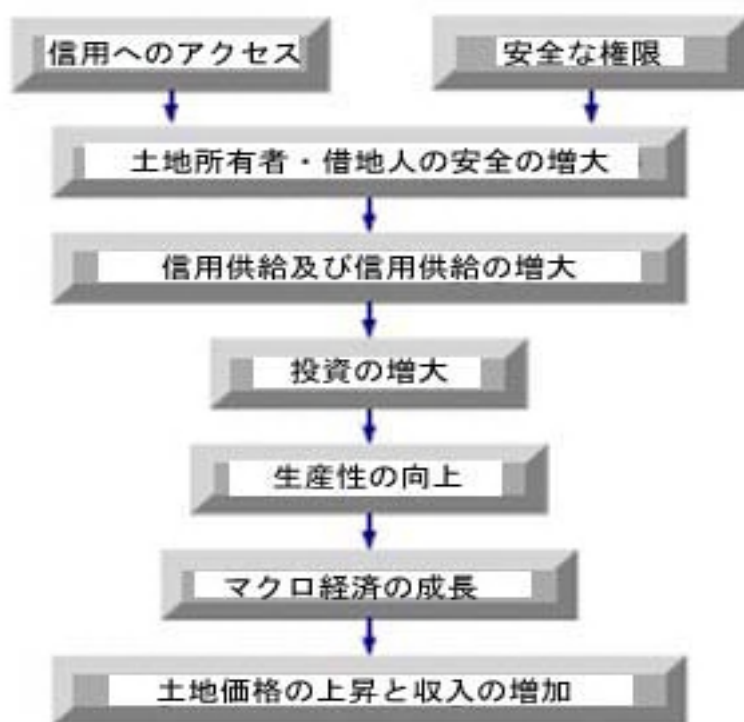 信用へのアクセス
安全な権限
土地所有者・借地人の安全の増大
信用供給及び信用供給の増大
投資の増大
生産性の向上
マクロ経済の成長
土地価格の上昇と収入の増加